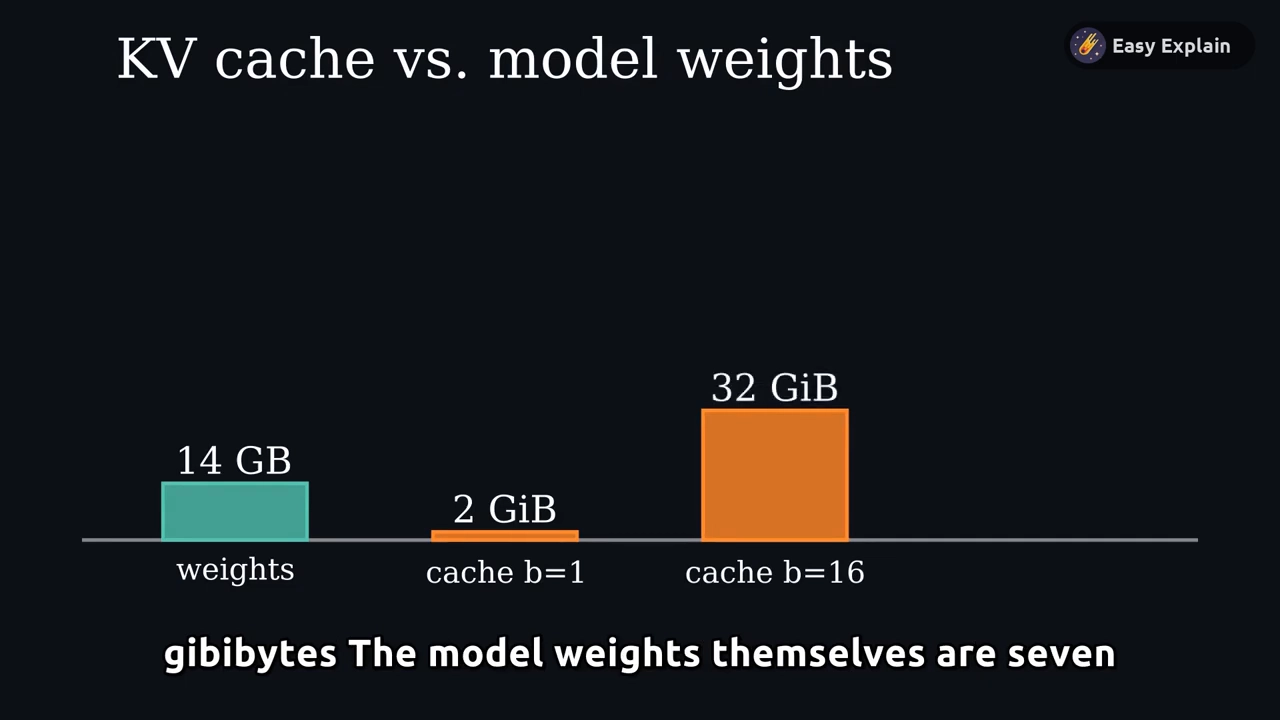 KV cache vs. model weights
Easy Explain
32 GiB
14 GB
2 GiB
weights
cache b=1
cache b=16
gibibytes The model weights themselves are seven